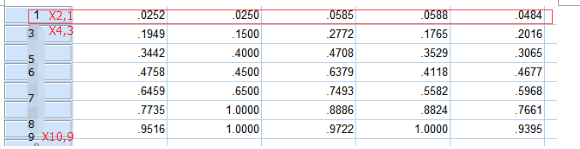 1 X2,1 .0252 .0250 .0585 .0588 .0484
3 X4,3 .1949 .1500 .2772 .1765 .2016
5 .3442 .4000 .4708 .3529 .3065
6 .4758 .4500 .6379 .4118 .4677
7 .6459 .6500 .7493 .5582 .5968
8 .7735 1.0000 .8886 .8824 .7661
9 X10,9 .9516 1.0000 .9722 1.0000 .9395